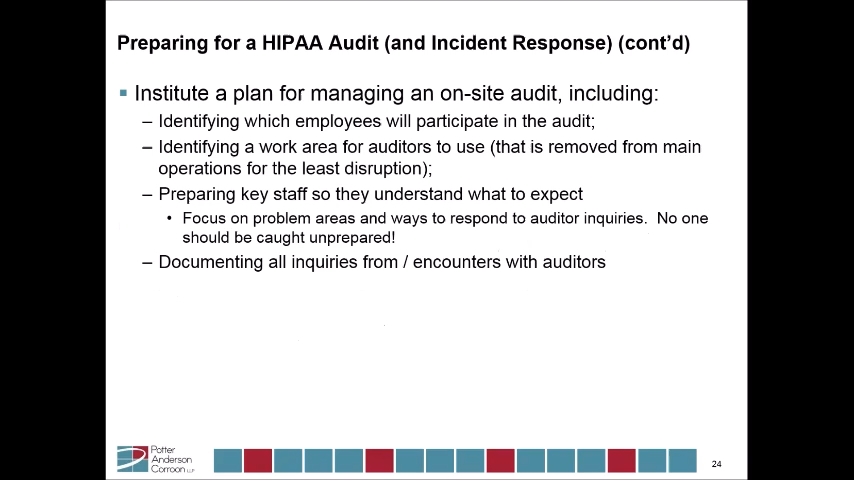 Preparing for a HIPAA Audit (and Incident Response) (cont'd)
Institute a plan for managing an on-site audit, including:
– Identifying which employees will participate in the audit;
– Identifying a work area for auditors to use (that is removed from main
operations for the least disruption);
– Preparing key staff so they understand what to expect
• Focus on problem areas and ways to respond to auditor inquiries. No one
should be caught unprepared!
– Documenting all inquiries from / encounters with auditors
Potter
Anderson
Corroon LLP
24